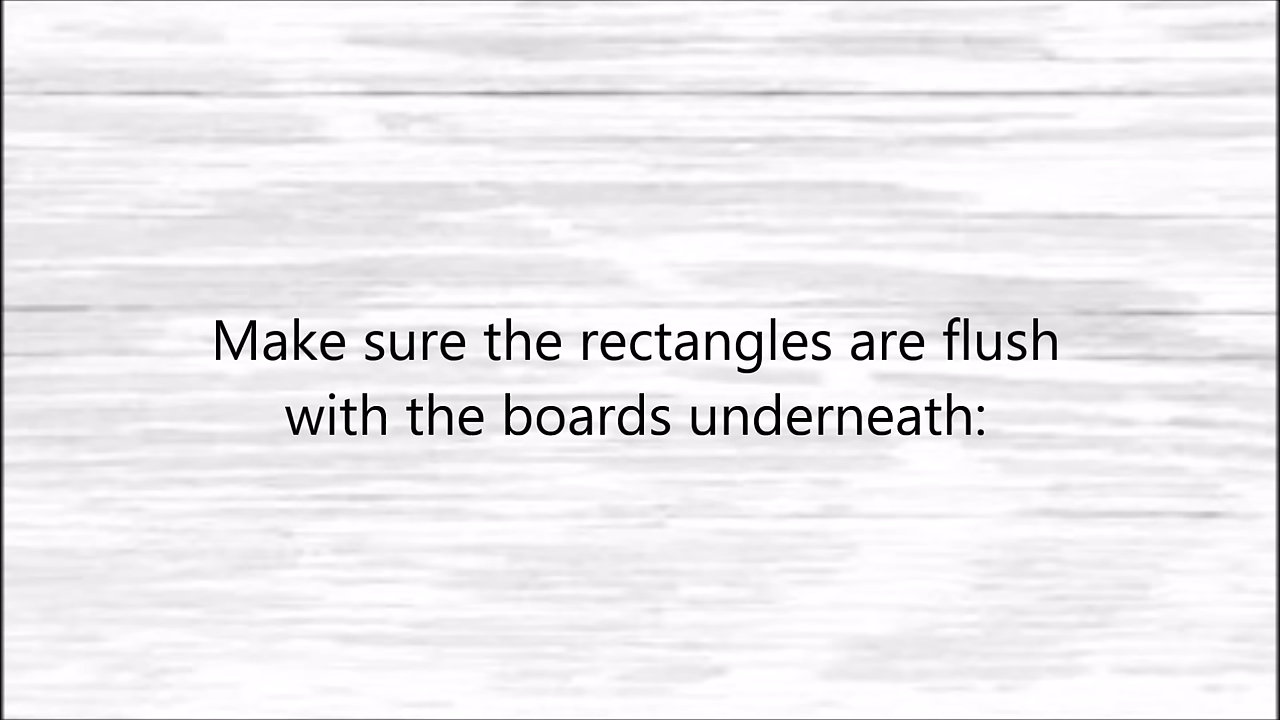 Make sure the rectangles are flush
with the boards underneath: